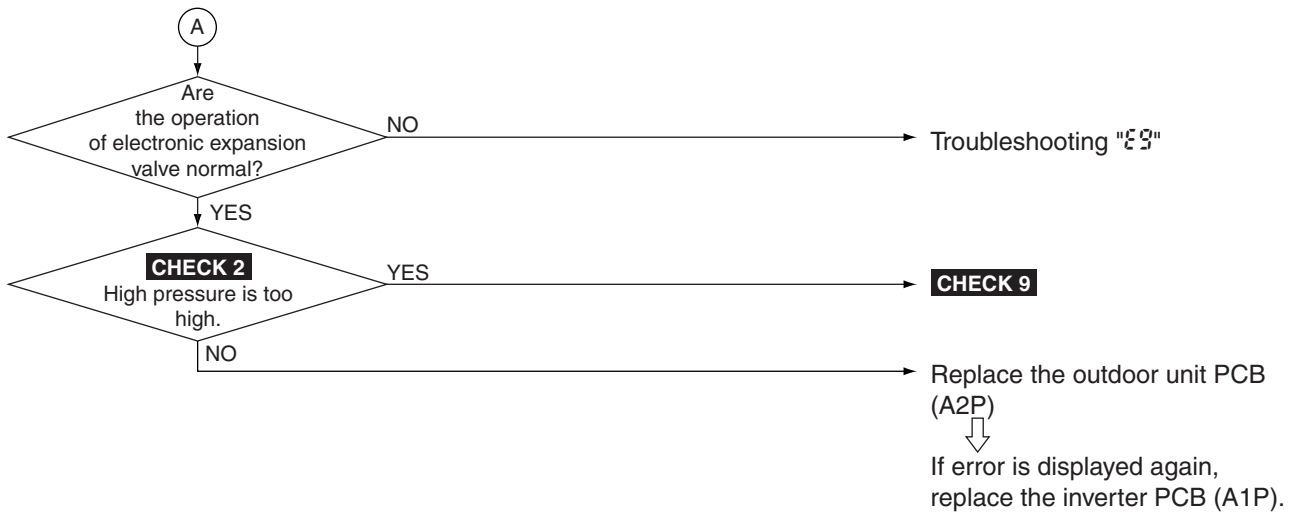 A
Are
the operation
of electronic expansion
valve normal?
NO
Troubleshooting "E9"
YES
CHECK 2
High pressure is too
high.
YES
CHECK 9
NO
Replace the outdoor unit PCB
(A2P)
If error is displayed again,
replace the inverter PCB (A1P).